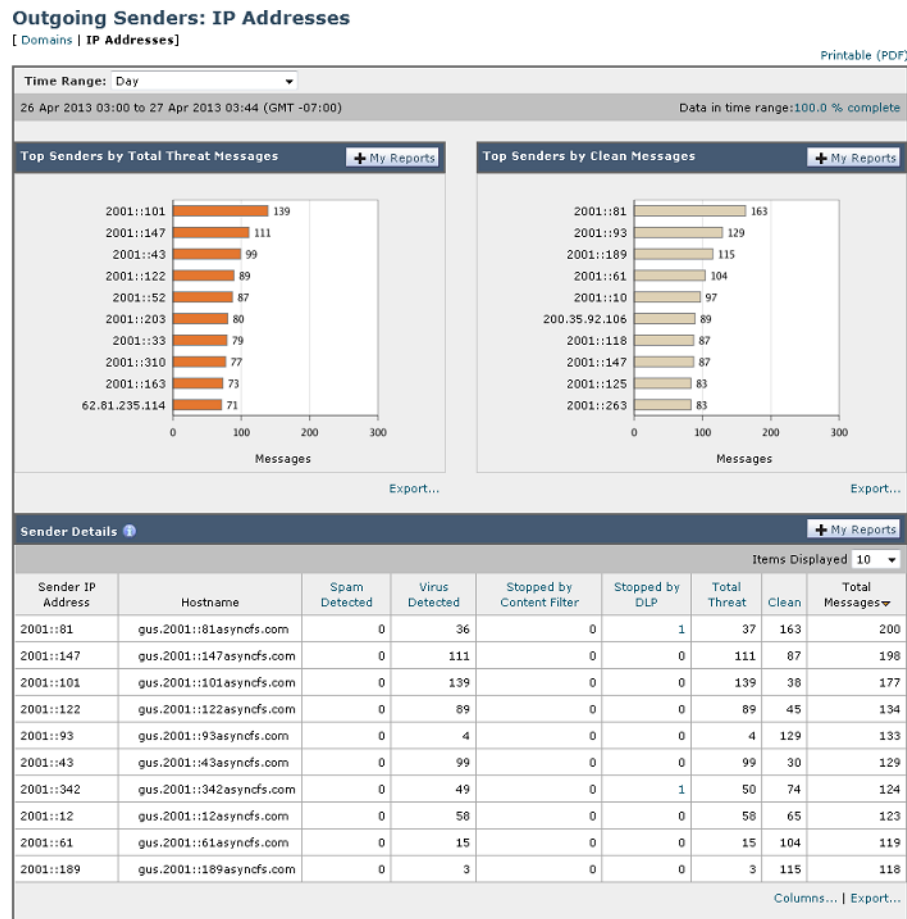 Outgoing Senders: IP Addresses
[ Domains | IP Addresses]
Printable (PDF)
Time Range: Day
26 Apr 2013 03:00 to 27 Apr 2013 03:44 (GMT -07:00) Data in time range:100.0 % complete
Top Senders by Total Threat Messages + My Reports
2001::101 139
2001::147 111
2001::43 99
2001::122 89
2001::52 87
2001::203 80
2001::33 79
2001::310 77
2001::163 73
62.81.235.114 71
0 100 200 300
Messages
Export...
Top Senders by Clean Messages + My Reports
2001::81 163
2001::93 129
2001::189 115
2001::61 104
2001::10 97
200.35.92.106 89
2001::118 87
2001::147 87
2001::125 83
2001::263 83
0 100 200 300
Messages
Export...
Sender Details i + My Reports
Items Displayed 10
Sender IP Address Hostname Spam Detected Virus Detected Stopped by Content Filter Stopped by DLP Total Threat Clean Total Messages
2001::81 gus.2001::81asyncfs.com 0 36 0 1 37 163 200
2001::147 gus.2001::147asyncfs.com 0 111 0 0 111 87 198
2001::101 gus.2001::101asyncfs.com 0 139 0 0 139 38 177
2001::122 gus.2001::122asyncfs.com 0 89 0 0 89 45 134
2001::93 gus.2001::93asyncfs.com 0 4 0 0 4 129 133
2001::43 gus.2001::43asyncfs.com 0 99 0 0 99 30 129
2001::342 gus.2001::342asyncfs.com 0 49 0 1 50 74 124
2001::12 gus.2001::12asyncfs.com 0 58 0 0 58 65 123
2001::61 gus.2001::61asyncfs.com 0 15 0 0 15 104 119
2001::189 gus.2001::189asyncfs.com 0 3 0 0 3 115 118
Columns... | Export...